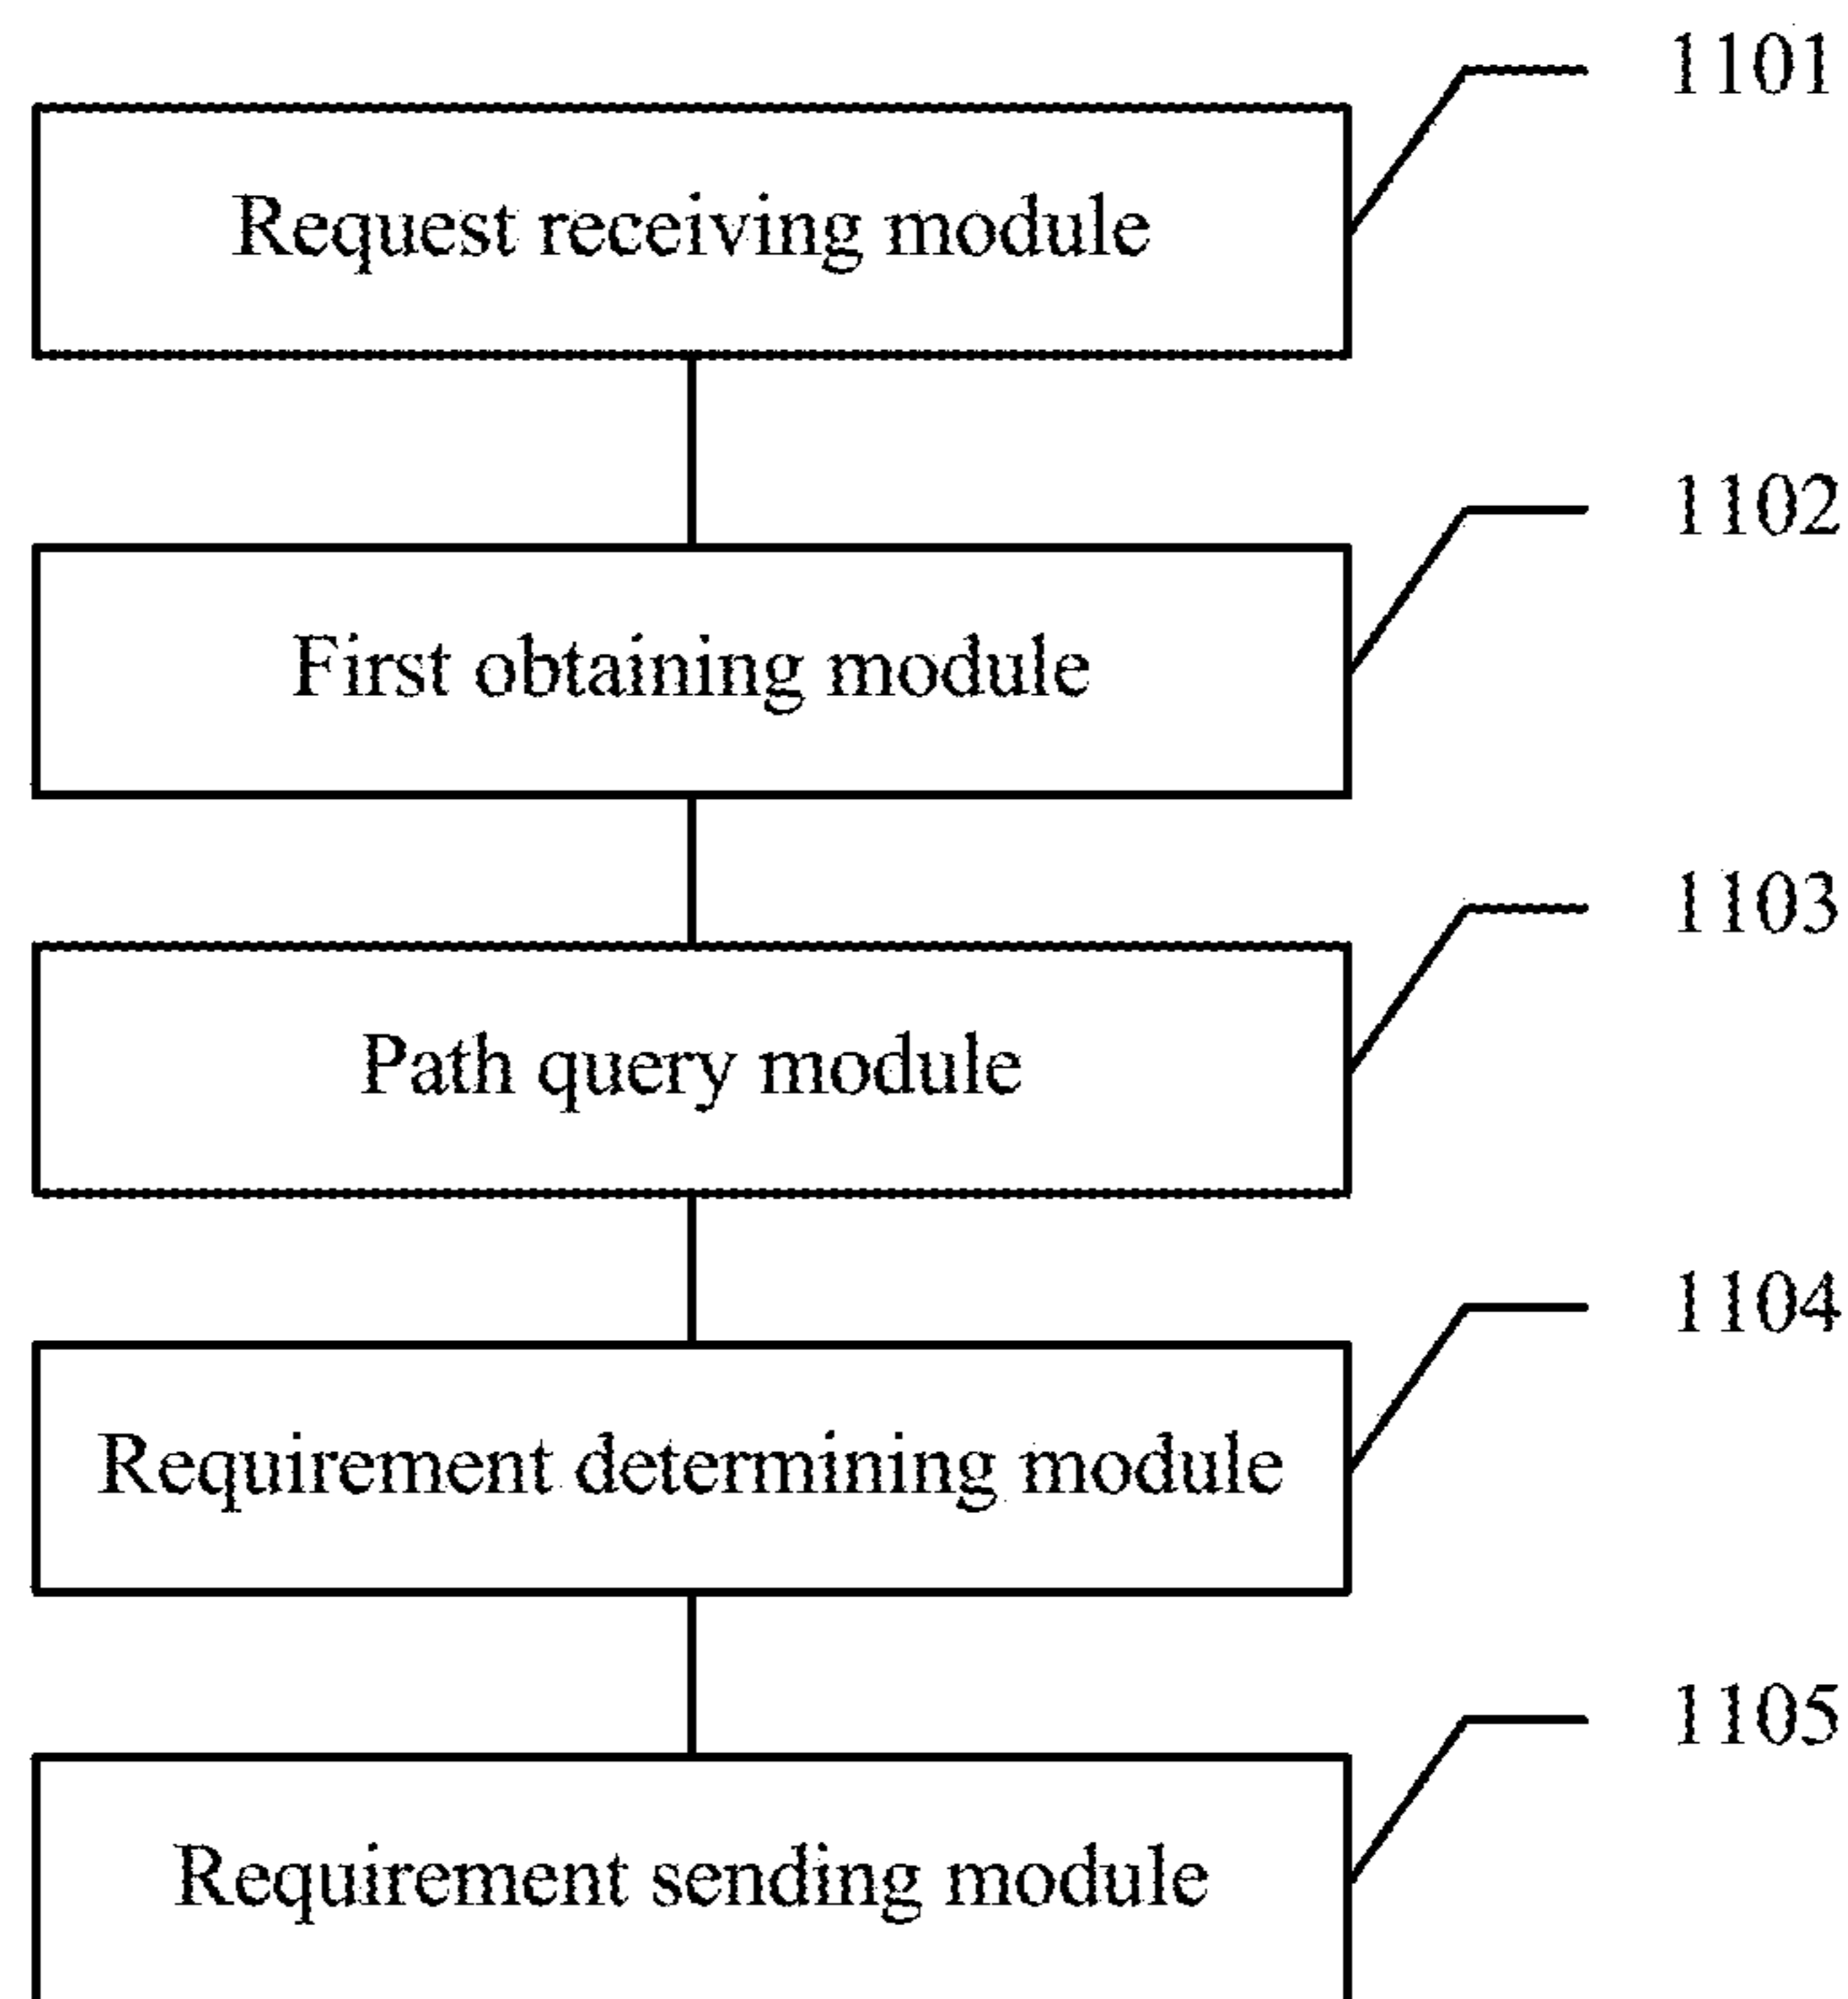 1101
Request receiving module
1102
First obtaining module
1103
Path query module
1104
Requirement determining module
1105
Requirement sending module